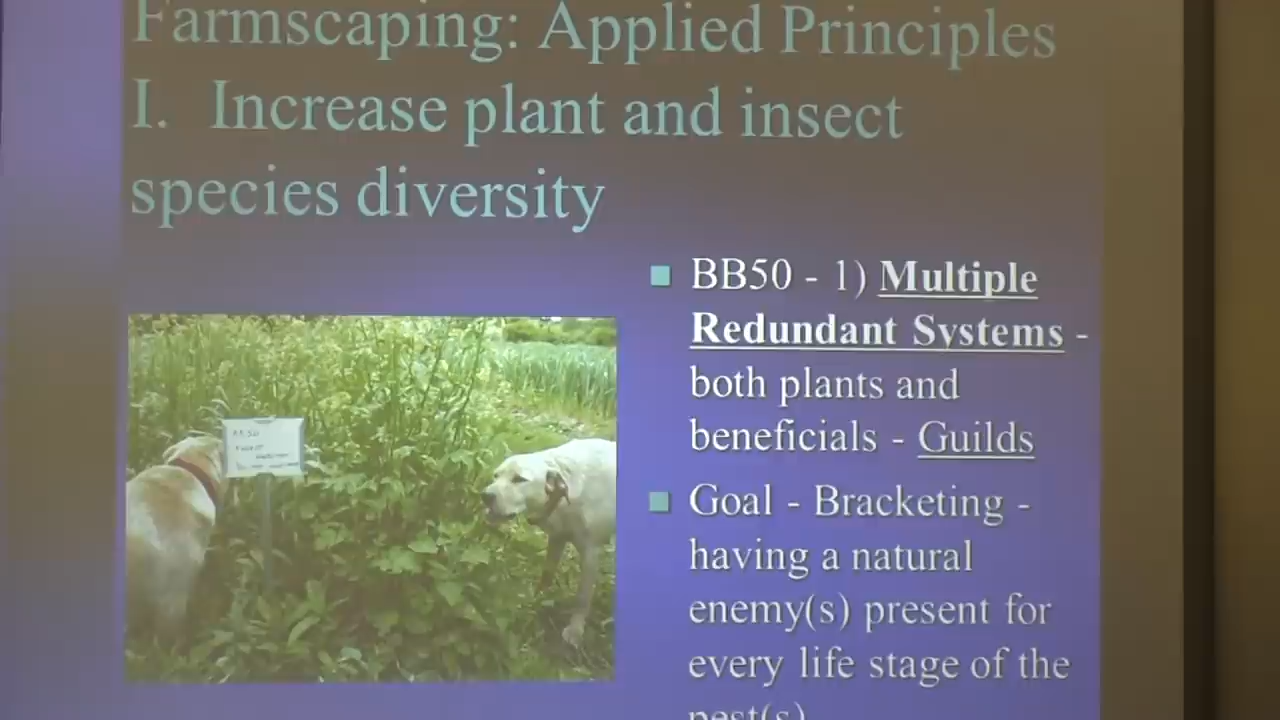 Farmscaping: Applied Principles
I. Increase plant and insect
species diversity
BB50 - 1) Multiple
Redundant Systems -
both plants and
beneficials - Guilds
Goal - Bracketing -
having a natural
enemy(s) present for
every life stage of the
pest(s)